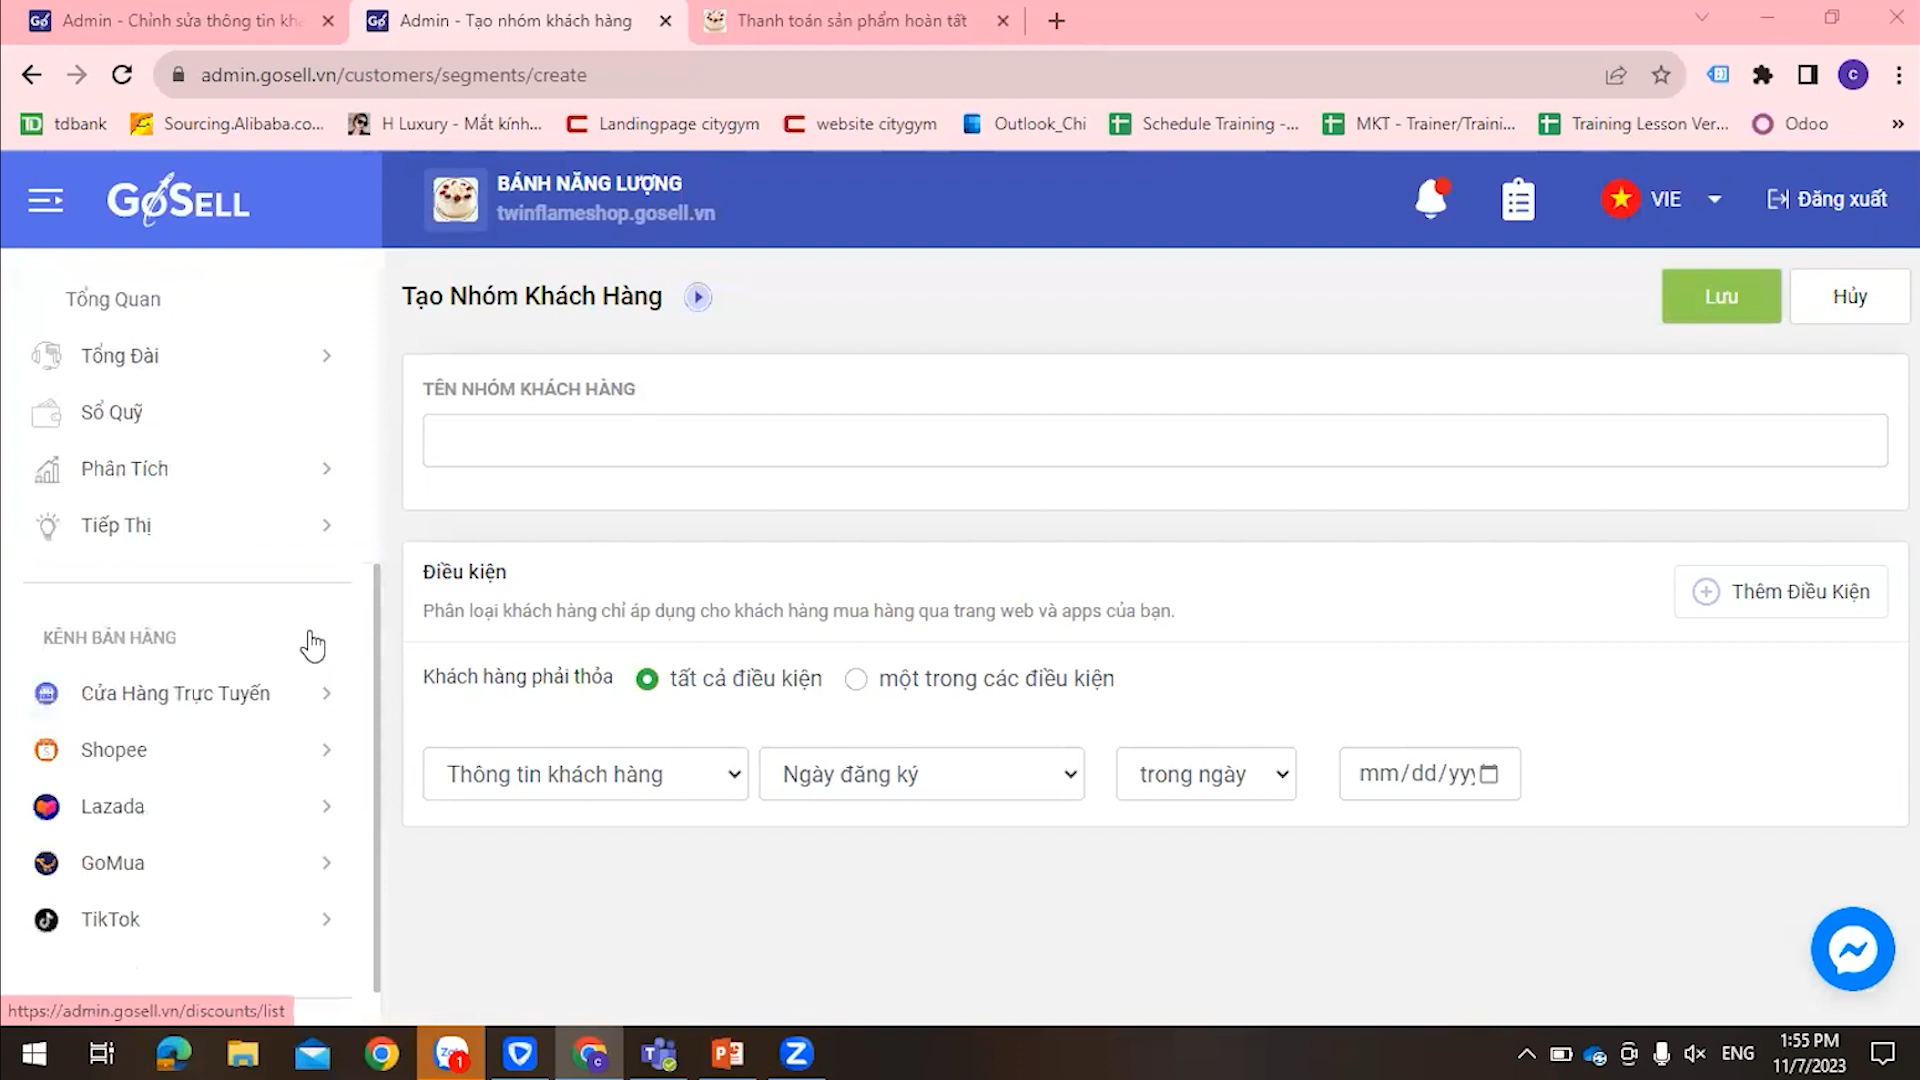 Admin - Chỉnh sửa thông tin khá
Admin - Tạo nhóm khách hàng
Thanh toán sản phẩm hoàn tất
admin.gosell.vn/customers/segments/create
C
TD tdbank
Sourcing.Alibaba.co...
H Luxury - Mắt kính...
Landingpage citygym
website citygym
Outlook_Chi
Schedule Training -...
MKT - Trainer/Traini...
Training Lesson Ver...
Odoo
»
GOSELL
BÁNH NĂNG LƯỢNG
twinflameshop.gosell.vn
VIE
Đăng xuất
Tổng Quan
Tổng Đài
Sổ Quỹ
Phân Tích
Tiếp Thị
KÊNH BÁN HÀNG
Cửa Hàng Trực Tuyến
Shopee
Lazada
GoMua
TikTok
https://admin.gosell.vn/discounts/list
Tạo Nhóm Khách Hàng
Lưu
Hủy
TÊN NHÓM KHÁCH HÀNG
Điều kiện
Phân loại khách hàng chỉ áp dụng cho khách hàng mua hàng qua trang web và apps của bạn.
Thêm Điều Kiện
Khách hàng phải thỏa
tất cả điều kiện
một trong các điều kiện
Thông tin khách hàng
Ngày đăng ký
trong ngày
mm/dd/yyy
ENG
1:55 PM
11/7/2023